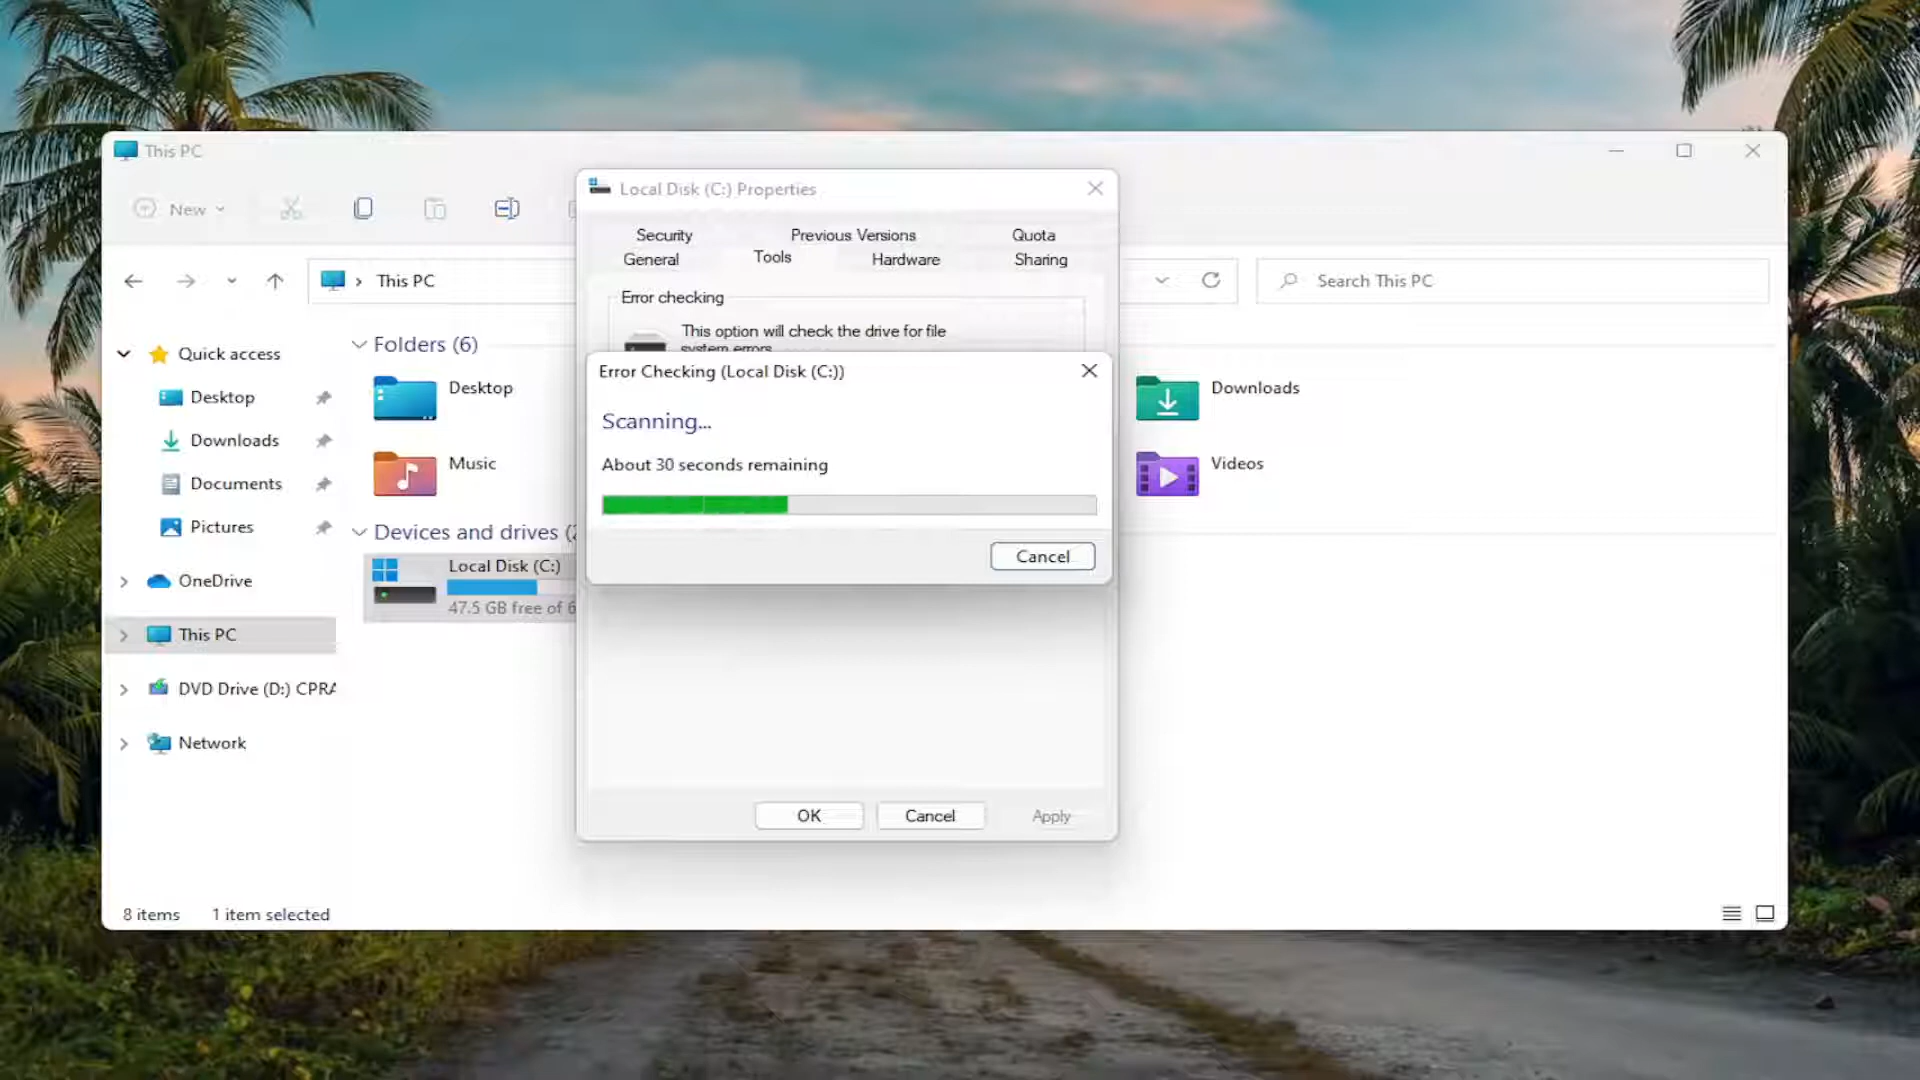 This PC
New
Local Disk (C:) Properties
Security
Previous Versions
Quota
General
Tools
Hardware
Sharing
This PC
Search This PC
Error checking
This option will check the drive for file
system errors
Quick access
Desktop
Downloads
Documents
Pictures
OneDrive
This PC
DVD Drive (D:) CPRA
Network
Folders (6)
Desktop
Downloads
Music
Videos
Devices and drives (2
Local Disk (C:)
47.5 GB free of 6
Error Checking (Local Disk (C:))
Scanning...
About 30 seconds remaining
Cancel
OK
Cancel
Apply
8 items
1 item selected